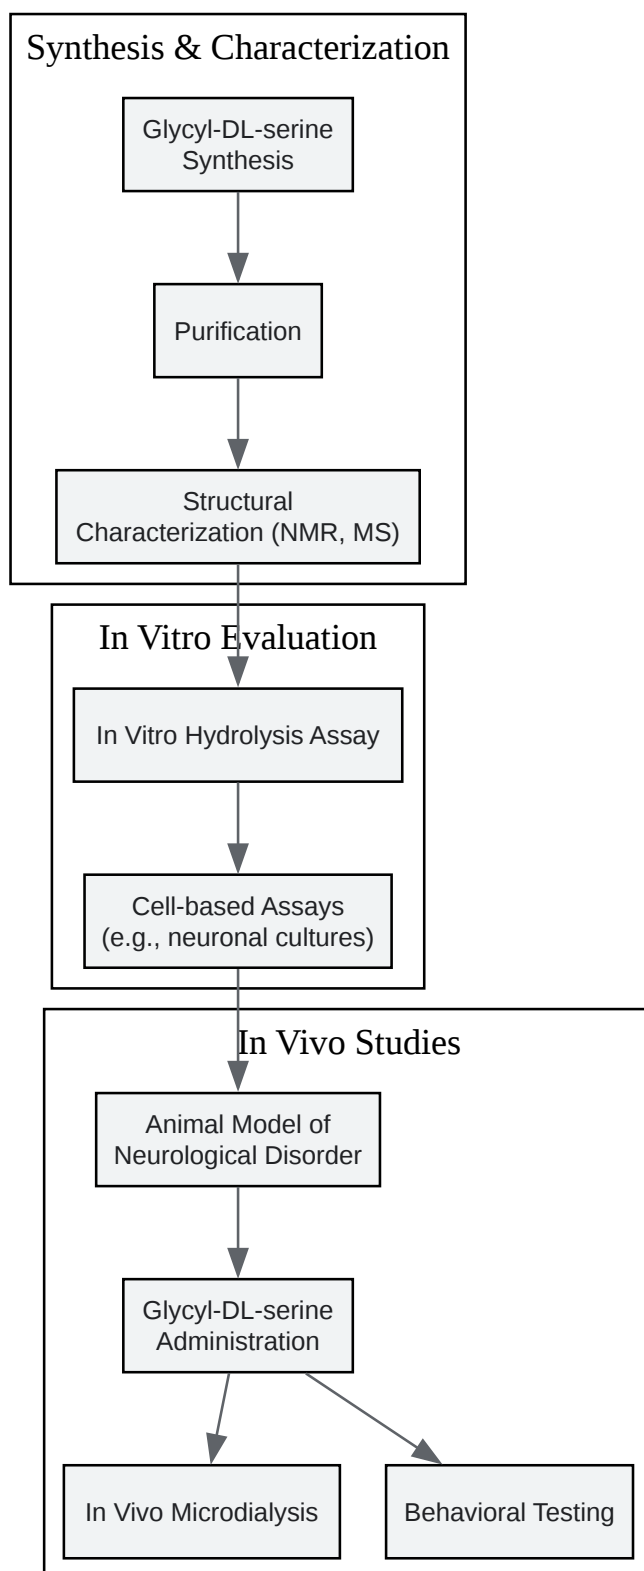 Synthesis & Characterization
Glycyl-DL-serine
Synthesis
Purification
Structural
Characterization (NMR, MS)
In Vitro Evaluation
In Vitro Hydrolysis Assay
Cell-based Assays
(e.g., neuronal cultures)
In Vivo Studies
Animal Model of
Neurological Disorder
Glycyl-DL-serine
Administration
In Vivo Microdialysis
Behavioral Testing